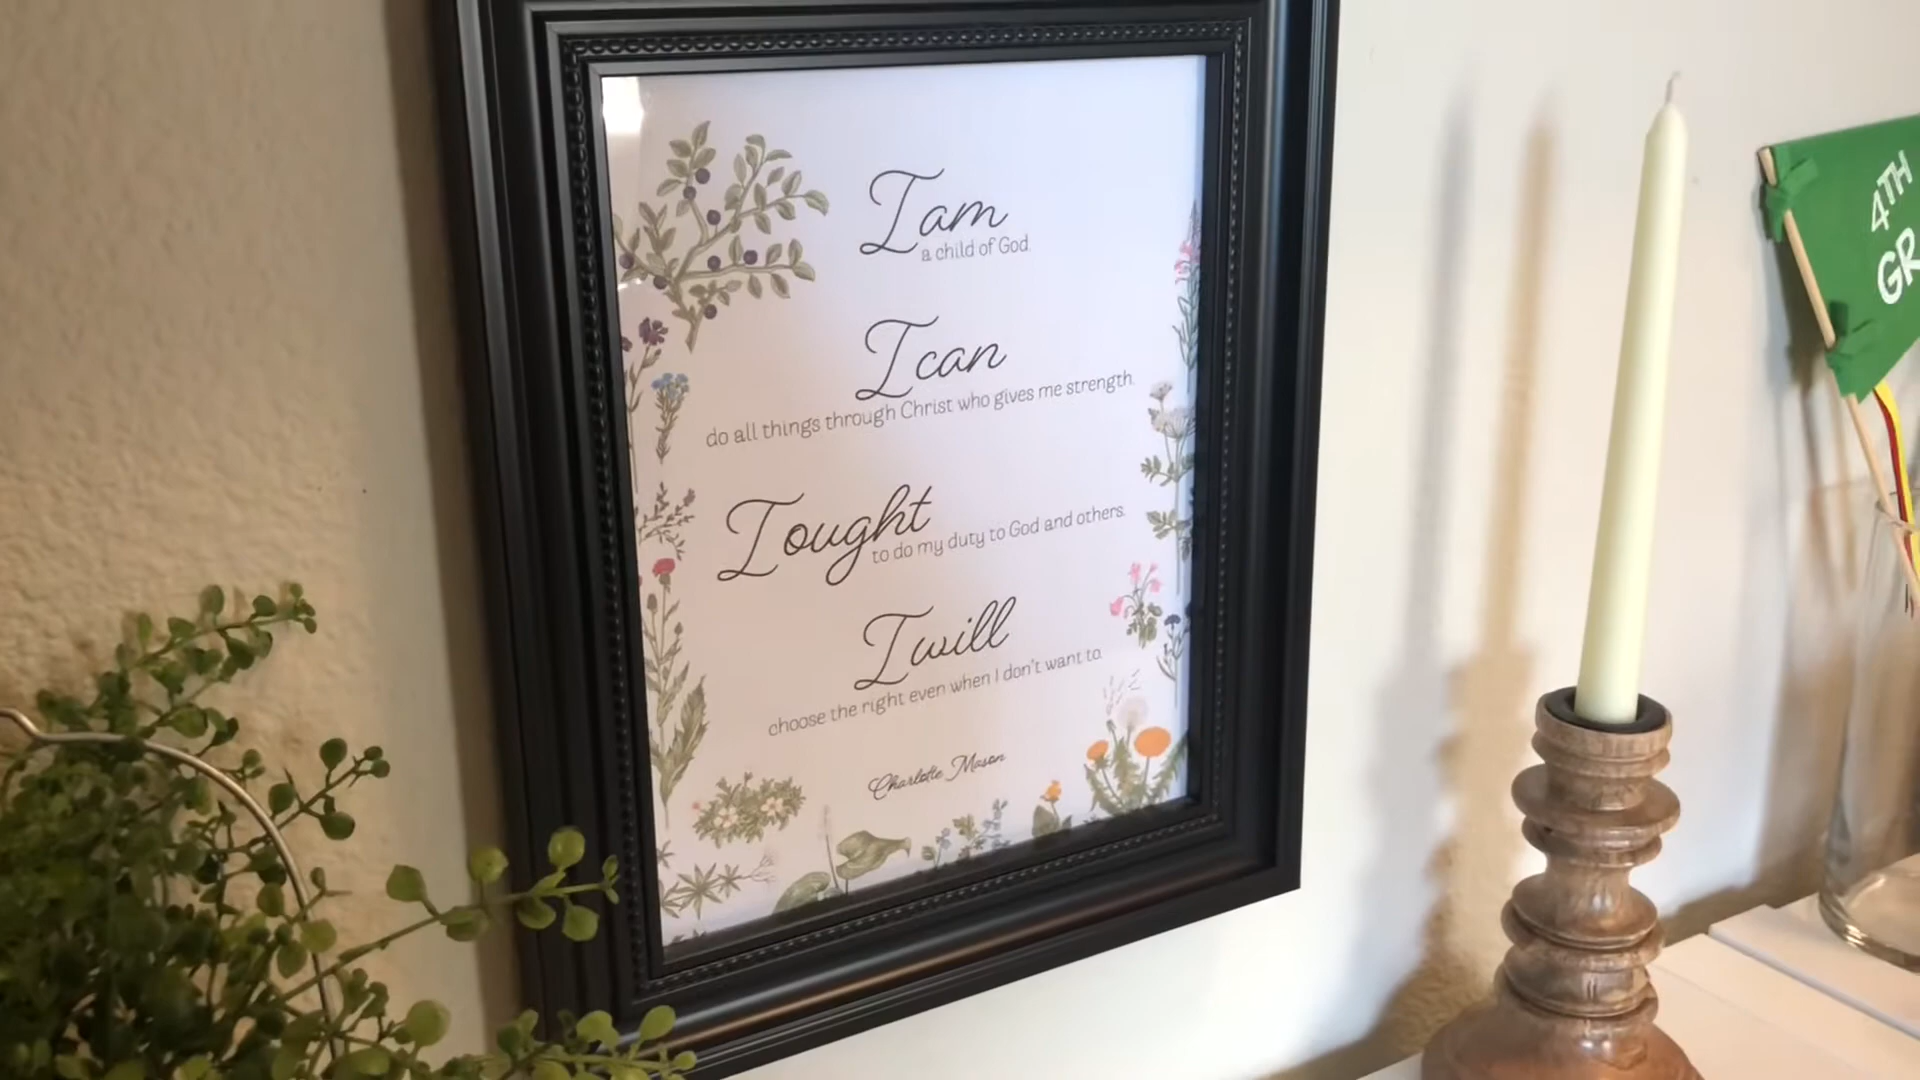 I am
a child of God.
I can
do all things through Christ who gives me strength.
I ought
to do my duty to God and others.
I will
choose the right even when I don't want to.
Charlotte Mason
4TH
GR